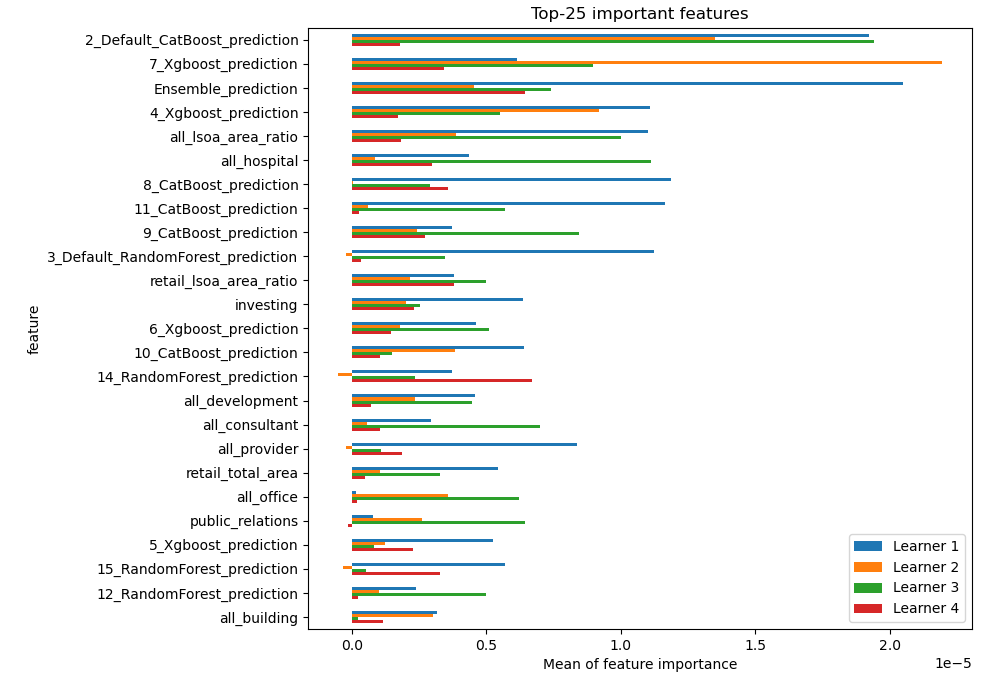 Top-25 important features
2_Default_CatBoost_prediction
7_Xgboost_prediction
Ensemble_prediction
4_Xgboost_prediction
all_lsoa_area_ratio
all_hospital
8_CatBoost_prediction
11_CatBoost_prediction
9_CatBoost_prediction
3_Default_RandomForest_prediction
retail_lsoa_area_ratio
investing
6_Xgboost_prediction
10_CatBoost_prediction
14_RandomForest_prediction
all_development
all_consultant
all_provider
retail_total_area
all_office
public_relations
5_Xgboost_prediction
15_RandomForest_prediction
12_RandomForest_prediction
all_building
feature
Learner 1
Learner 2
Learner 3
Learner 4
0.0 0.5 1.0 1.5 2.0
1e−5
Mean of feature importance